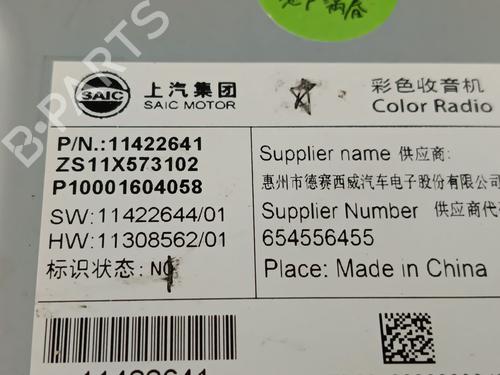 B-PARTS
SAIC
上汽集团
SAIC MOTOR
彩色收音机
Color Radio
P/N.:11422641
ZS11X573102
P10001604058
SW:11422644/01
HW:11308562/01
标识状态:
Supplier name 供应商:
惠州市德赛西威汽车电子股份有限公司
Supplier Number 供应商代
654556455
Place: Made in China
11422641